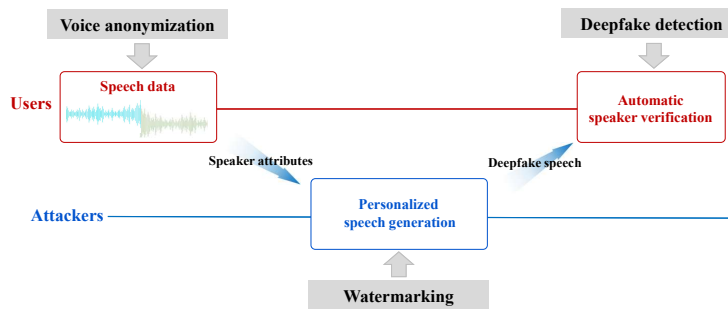 Voice anonymization
Deepfake detection
Speech data
Users
Automatic
speaker verification
Speaker attributes
Deepfake speech
Personalized
speech generation
Attackers
Watermarking